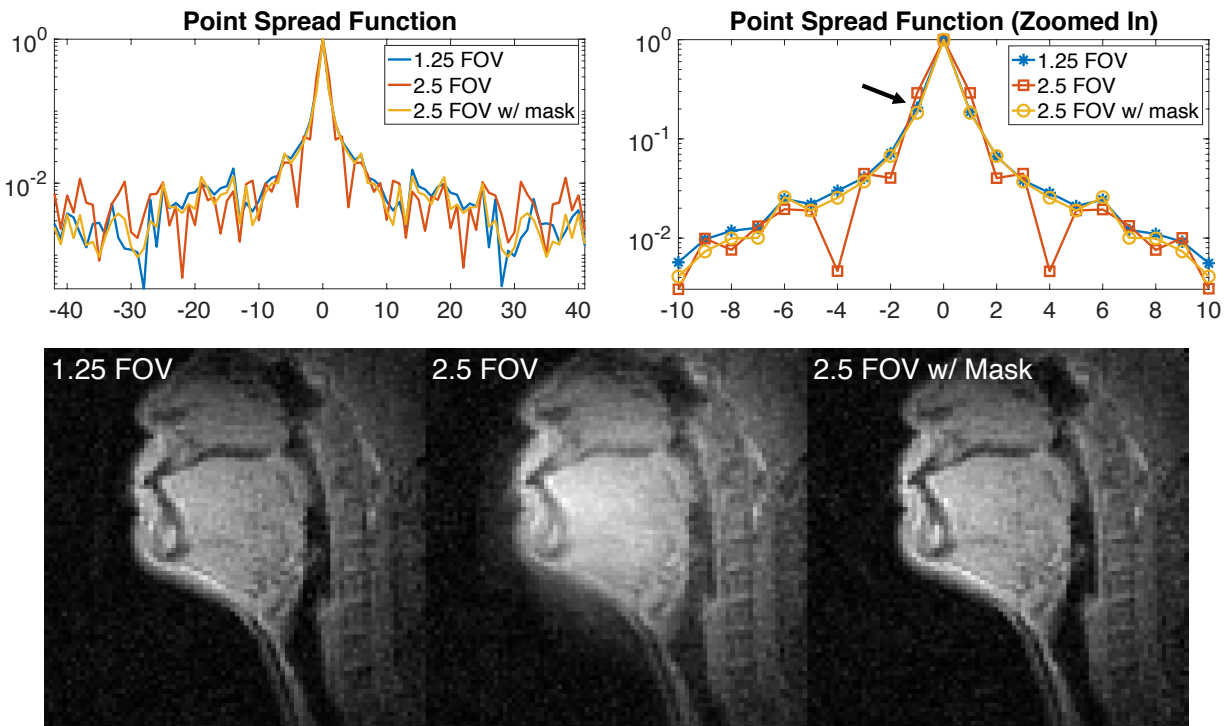 Point Spread Function
10^0
10^-1
10^-2
-40 -30 -20 -10 0 10 20 30 40
1.25 FOV
2.5 FOV
2.5 FOV w/ mask
Point Spread Function (Zoomed In)
10^0
10^-1
10^-2
-10 -8 -6 -4 -2 0 2 4 6 8 10
1.25 FOV
2.5 FOV
2.5 FOV w/ mask
1.25 FOV
2.5 FOV
2.5 FOV w/ Mask